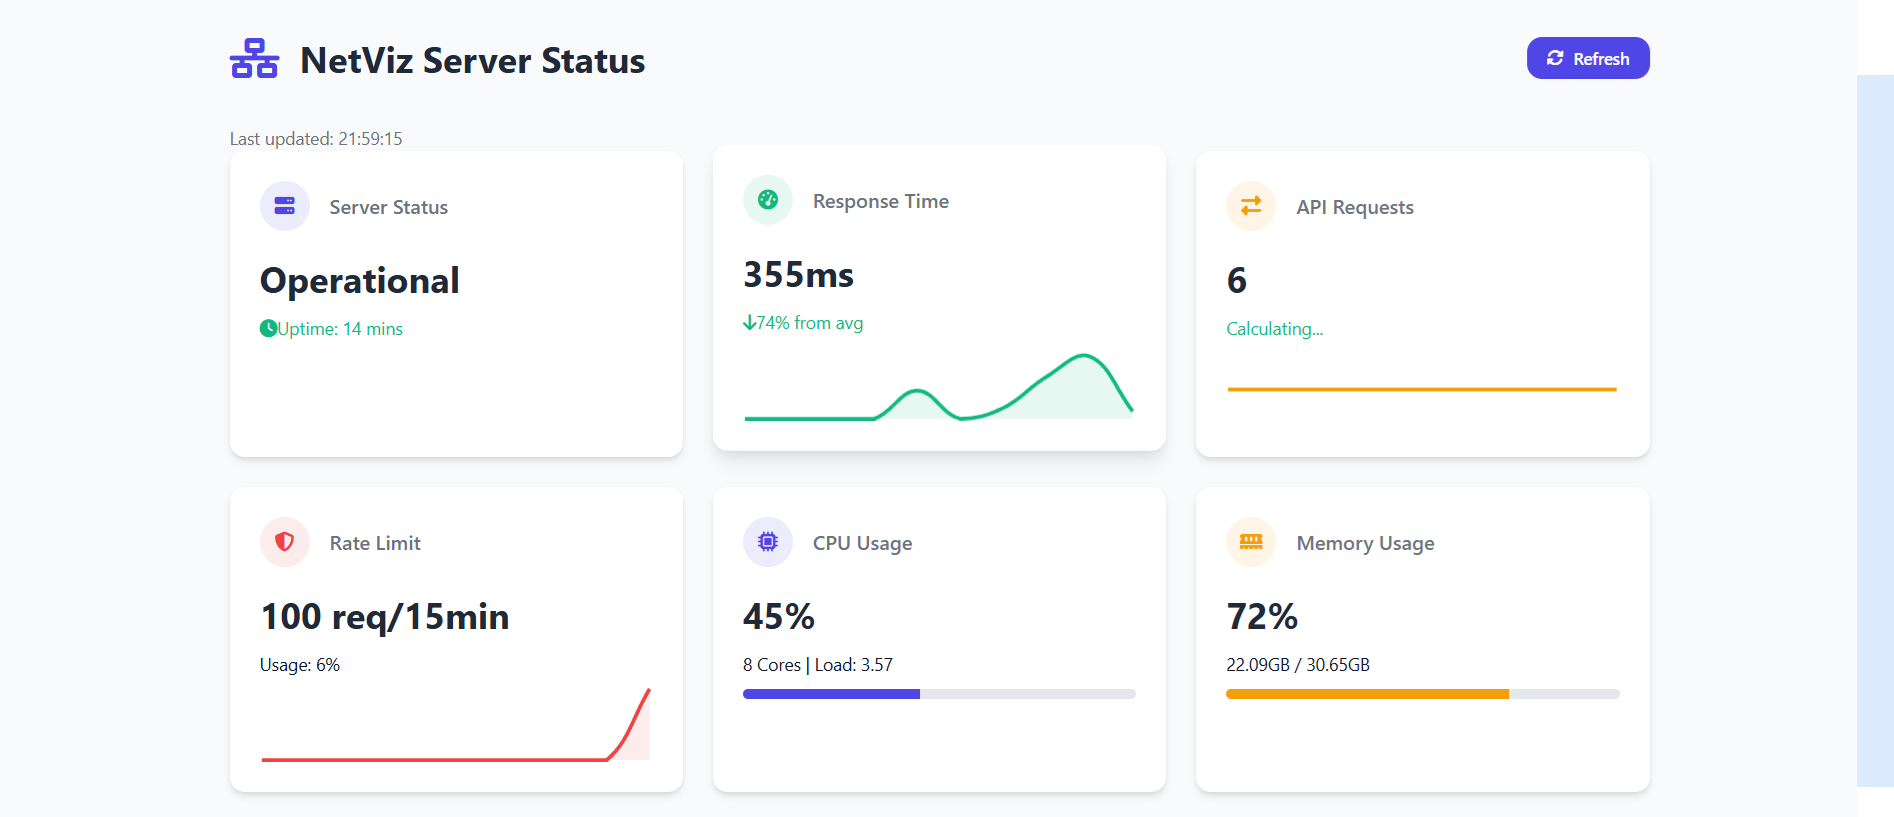 NetViz Server Status
Refresh
Last updated: 21:59:15
Server Status
Operational
Uptime: 14 mins
Response Time
355ms
74% from avg
API Requests
6
Calculating...
Rate Limit
100 req/15min
Usage: 6%
CPU Usage
45%
8 Cores | Load: 3.57
Memory Usage
72%
22.09GB / 30.65GB